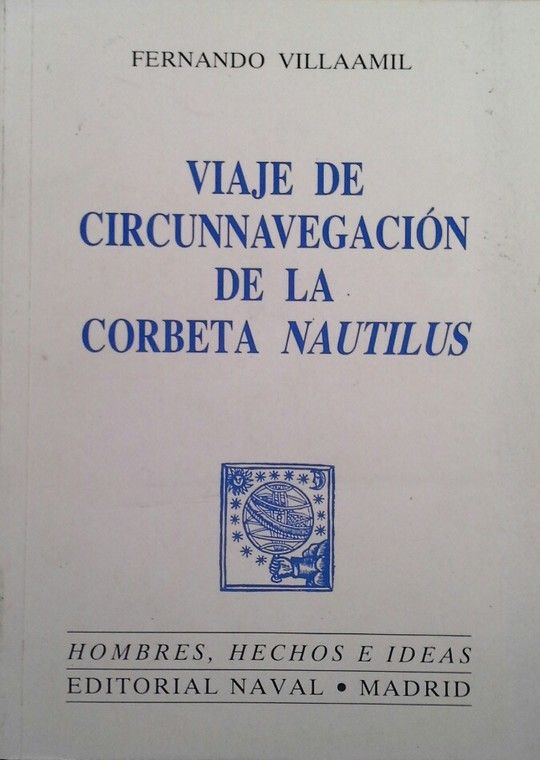 FERNANDO VILLAAMIL
VIAJE DE
CIRCUNNAVEGACIÓN
DE LA
CORBETA NAUTILUS
HOMBRES, HECHOS E IDEAS
EDITORIAL NAVAL • MADRID